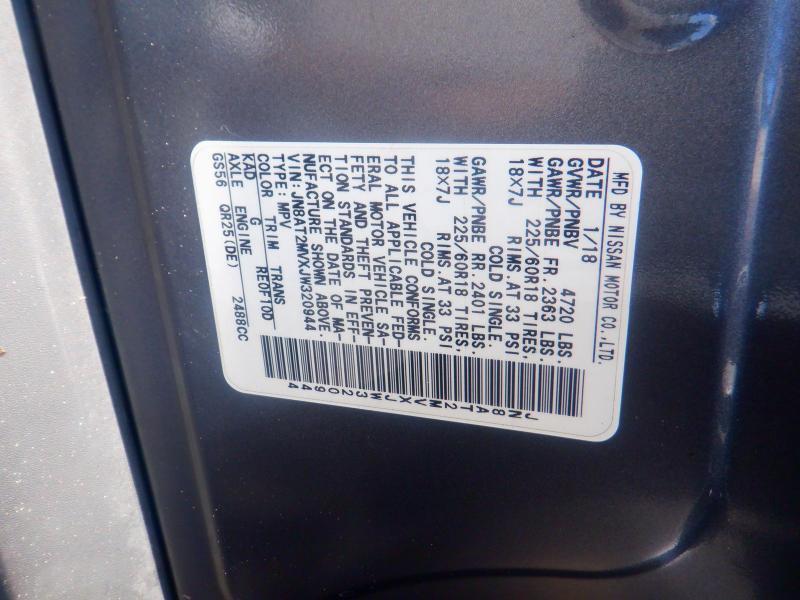 MFD BY NISSAN MOTOR CO.,LTD.
DATE 1/18
GVWR/PNBV 4720 LBS.
GAWR/PNBE FR. 2363 LBS.
WITH 225/60R18 TIRES,
18X7J RIMS AT 33 PSI
COLD SINGLE.
GAWR/PNBE RR 2401 LBS.
WITH 225/60R18 TIRES,
18X7J RIMS AT 33 PSI
COLD SINGLE.
THIS VEHICLE CONFORMS
TO ALL APPLICABLE FED-
ERAL MOTOR VEHICLE SA-
FETY AND THEFT PREVEN-
TION STANDARDS IN EFF-
ECT ON THE DATE OF MA-
NUFACTURE SHOWN ABOVE.
VIN: JN8AT2MVXJW320944
TYPE: MPV
COLOR TRIM TRANS
KAD G RE0F10D
AXLE ENGINE
GS56 QR25(DE) 2488CC
JN8AT2MVXJW320944